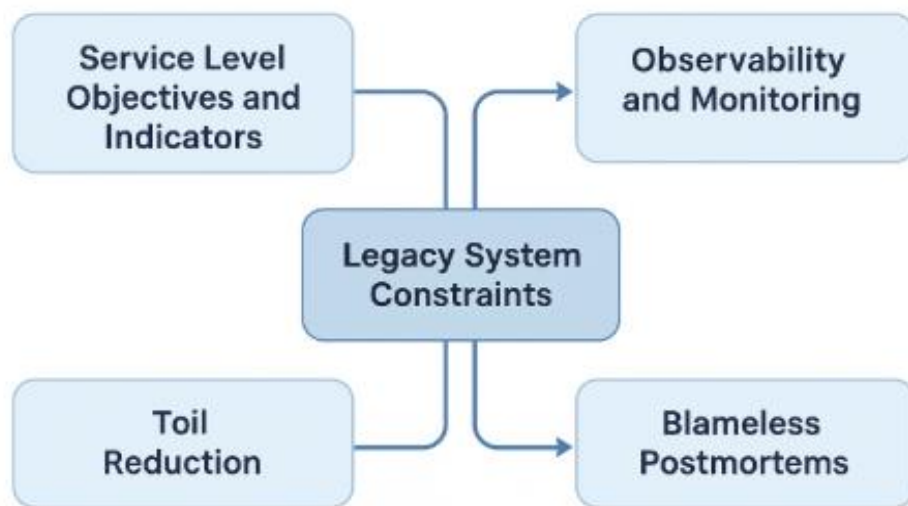 Service Level
Objectives and
Indicators
Observability
and Monitoring
Legacy System
Constraints
Toil
Reduction
Blameless
Postmortems